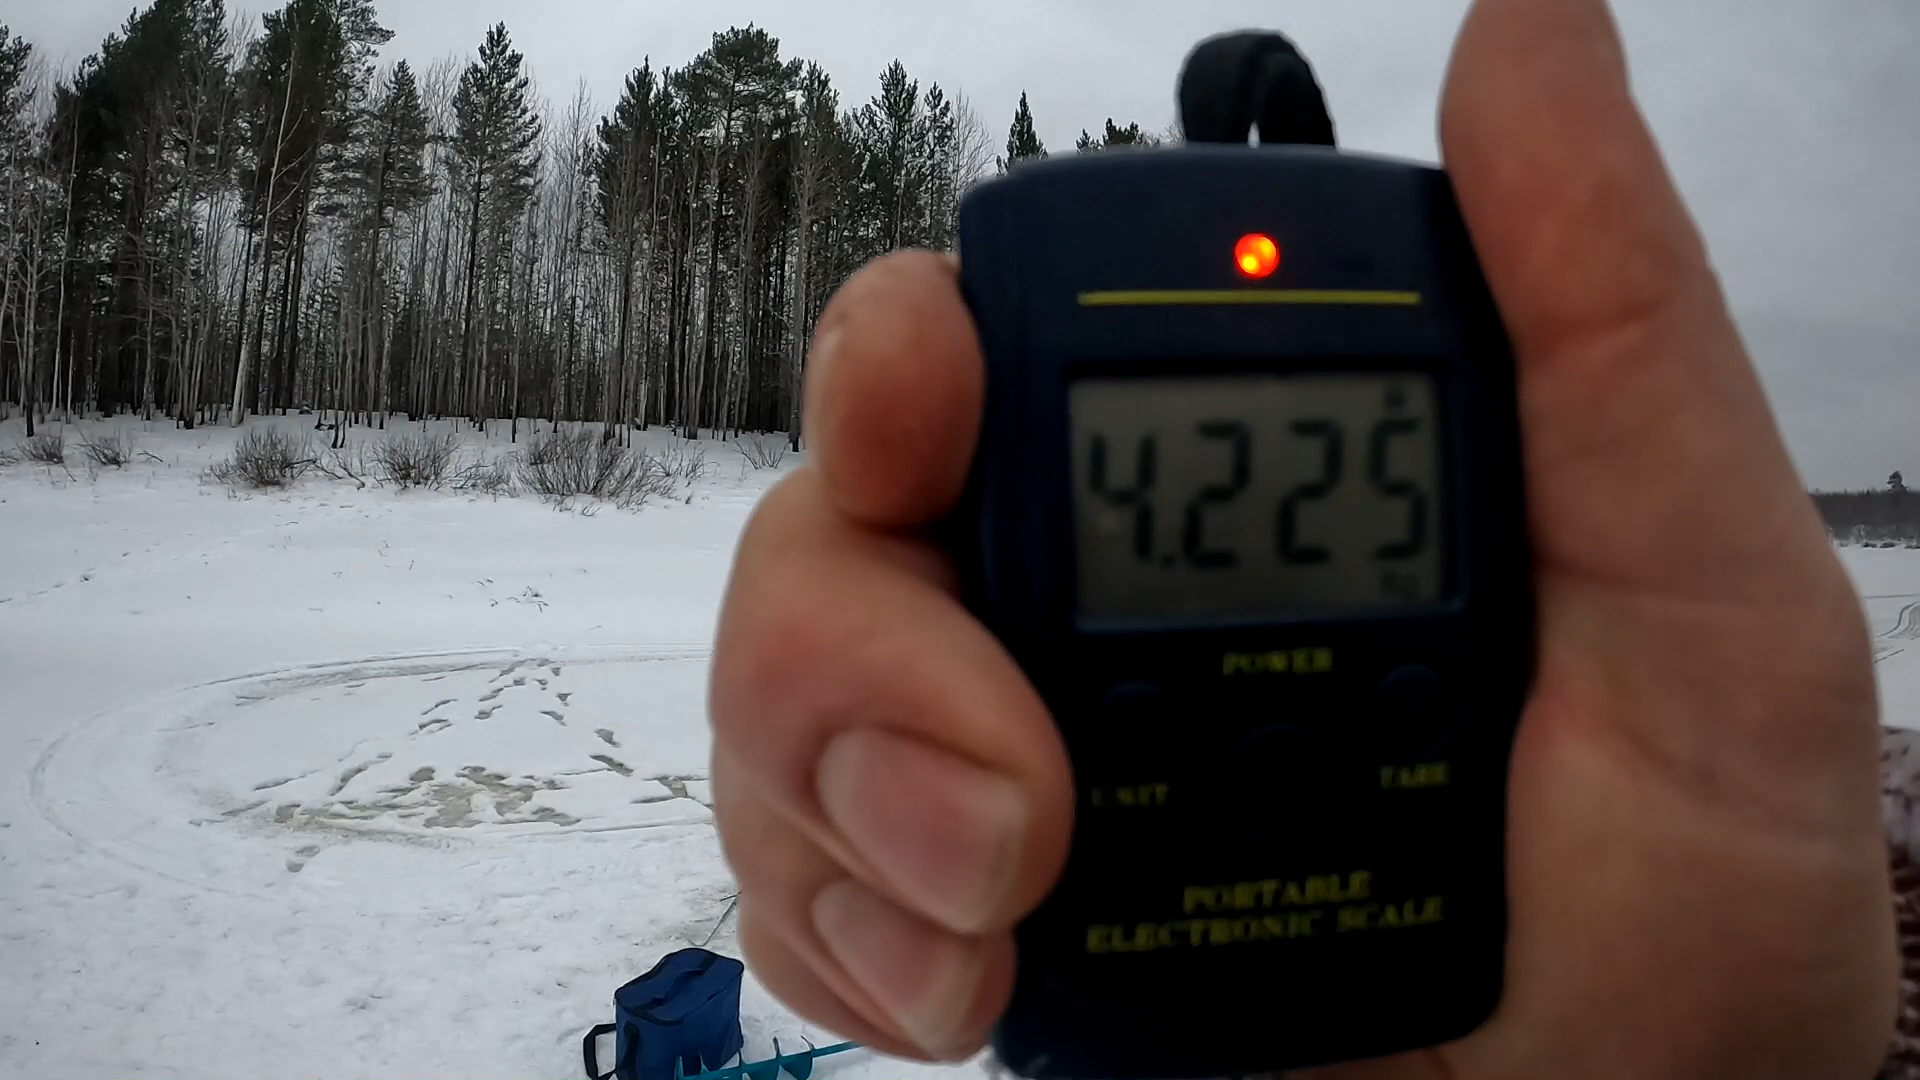 4.225
POWER
UNIT
TARE
PORTABLE
ELECTRONIC SCALE